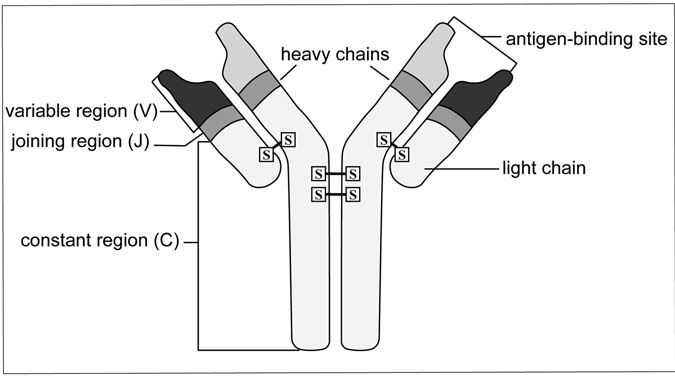 antigen-binding site
heavy chains
variable region (V)
joining region (J)
S S
S S
S S
S S
light chain
constant region (C)